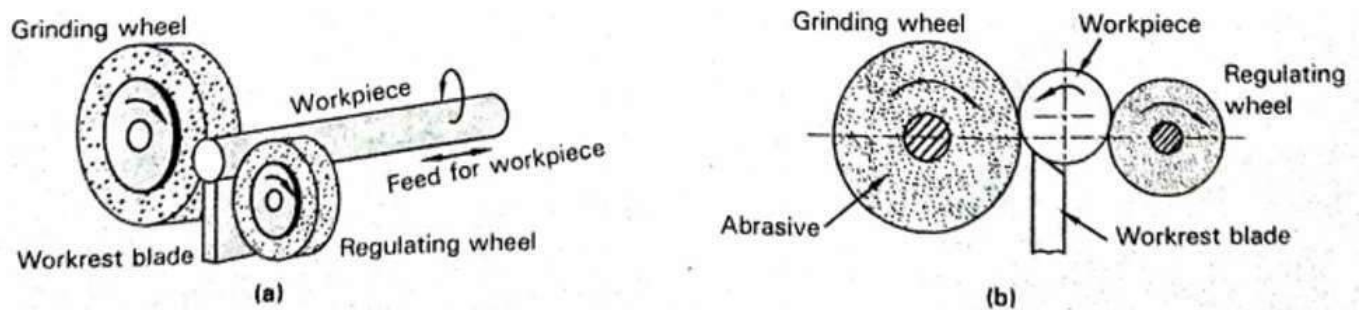 Grinding wheel
Workpiece
Feed for workpiece
Workrest blade
Regulating wheel
(a)
Grinding wheel
Workpiece
Regulating
wheel
Abrasive
Workrest blade
(b)